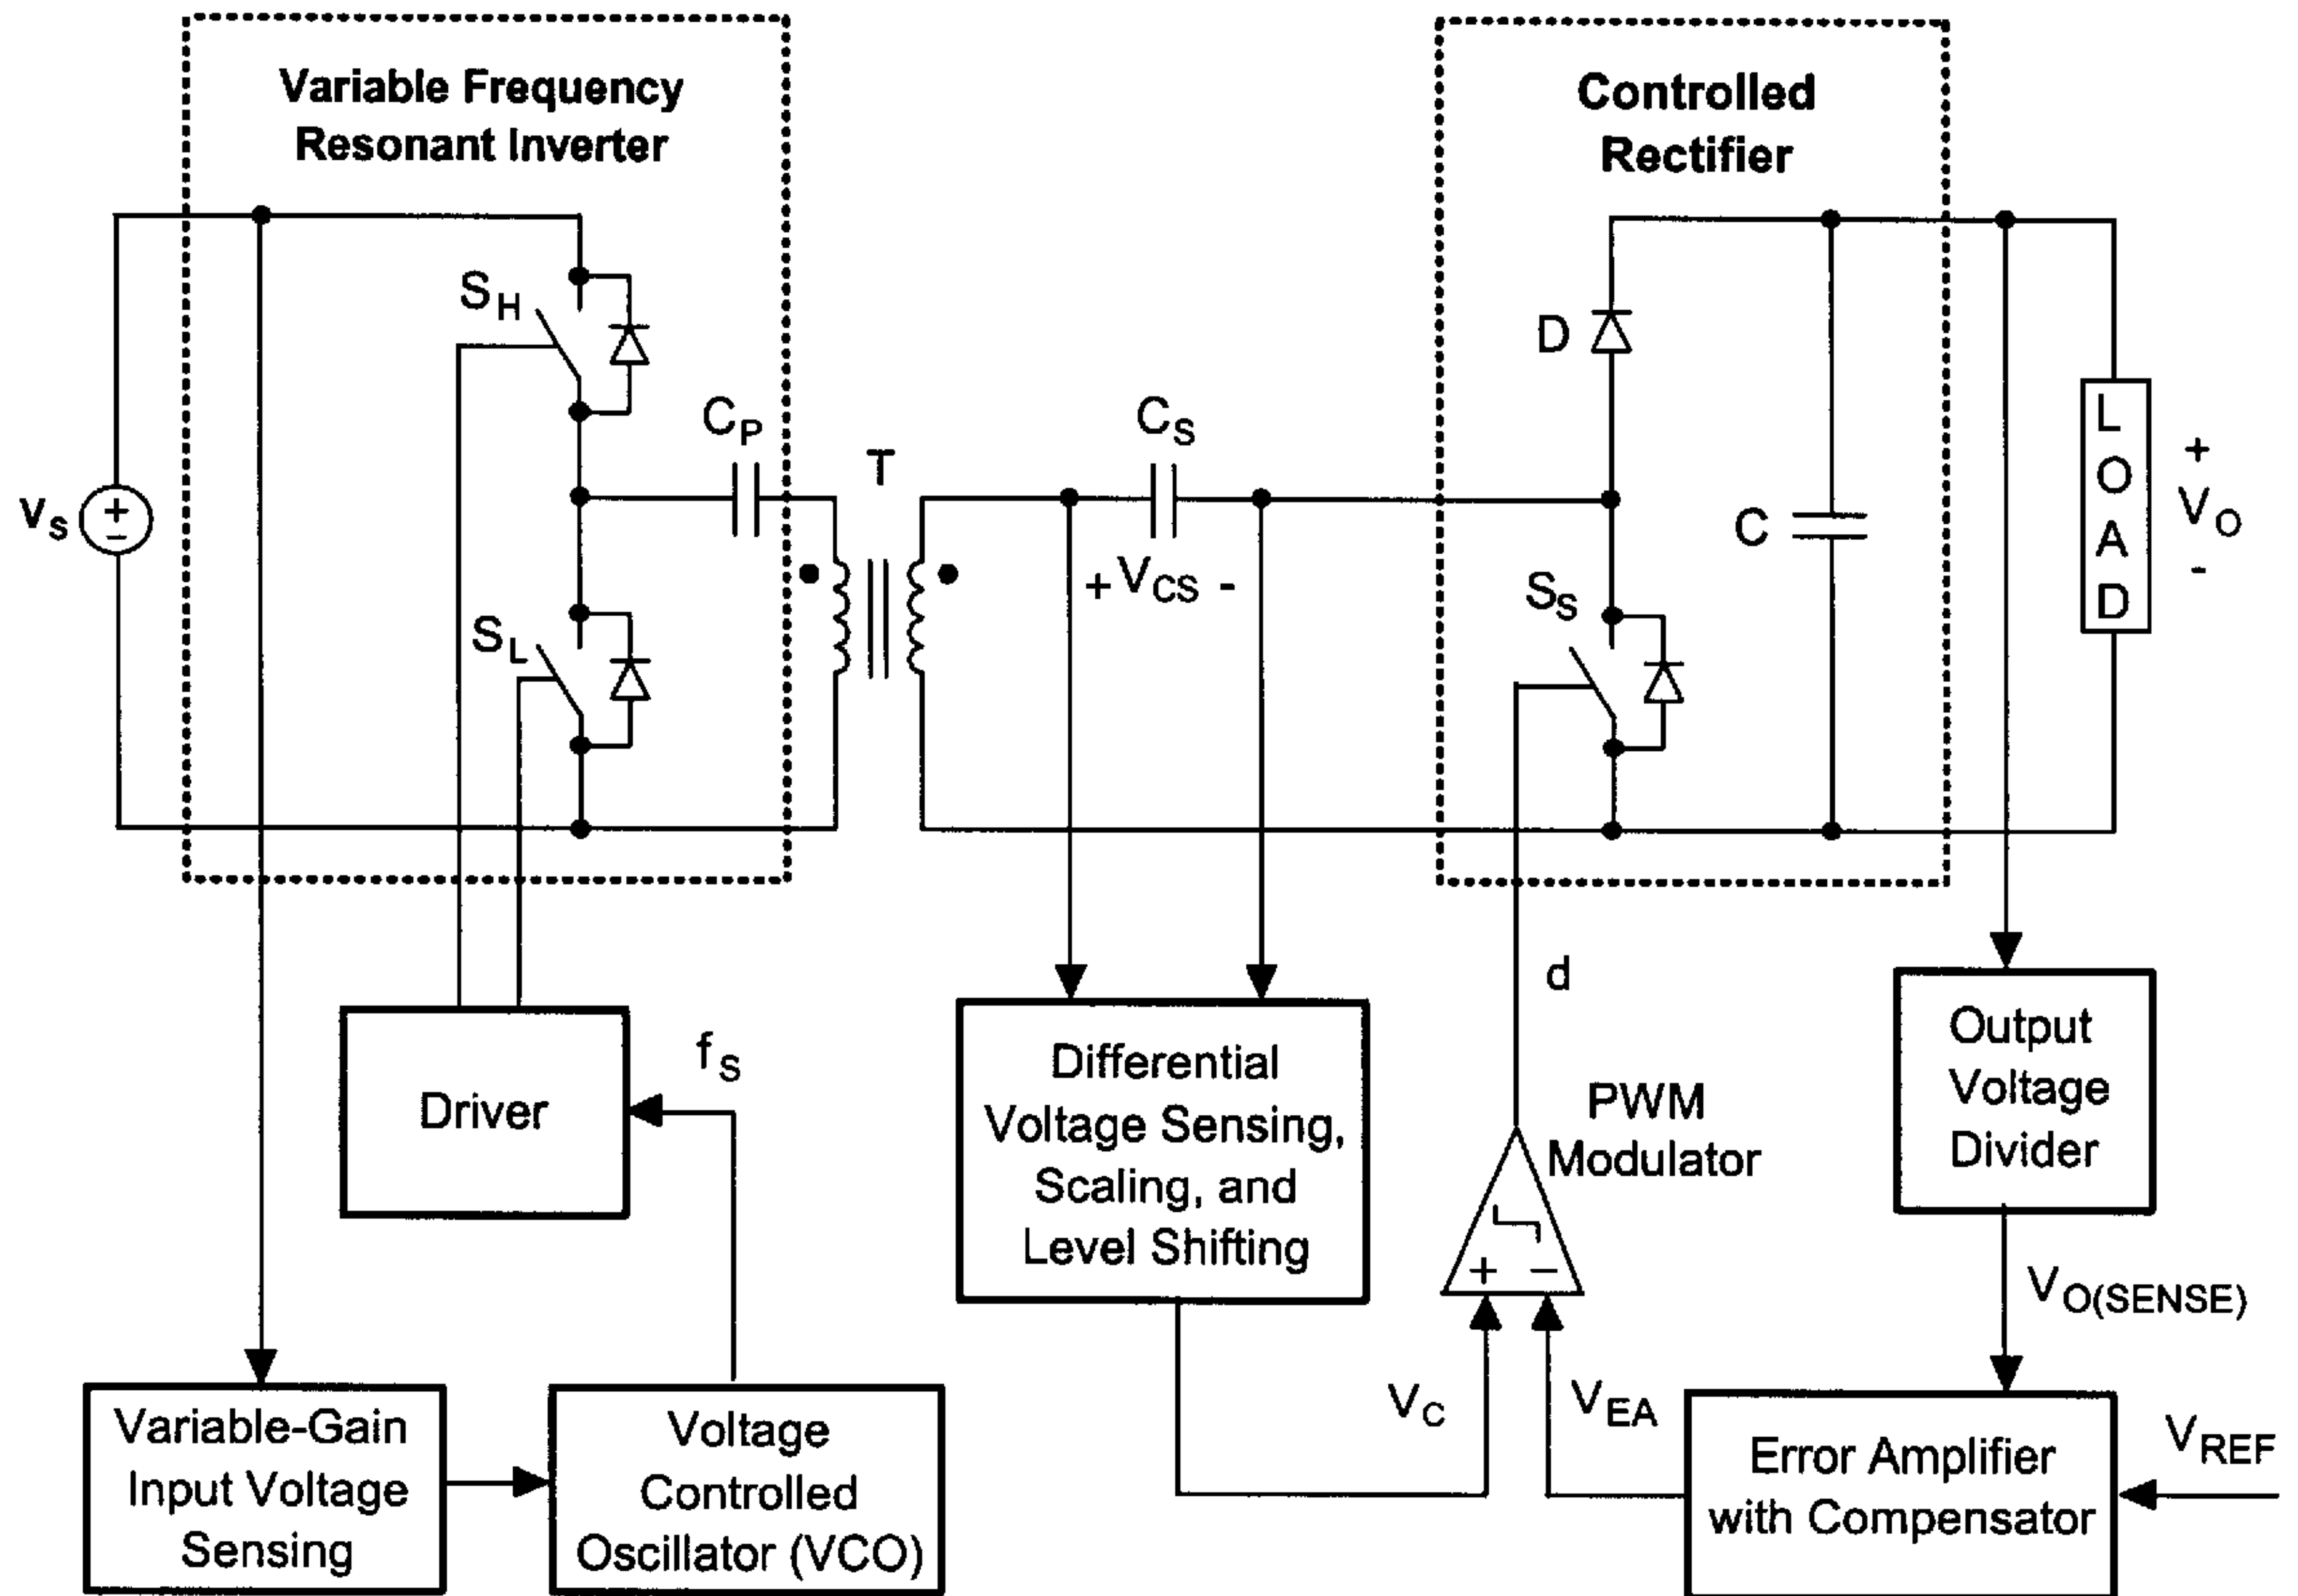 Variable Frequency
Resonant Inverter
Controlled
Rectifier
S_H
D
C_P
T
C_S
L
O
A
D
+
V_O
-
v_s
+
-
+ V_CS -
C
S_S
S_L
d
f_S
Driver
Differential
Voltage Sensing,
Scaling, and
Level Shifting
PWM
Modulator
+ -
Output
Voltage
Divider
V_O(SENSE)
Variable-Gain
Input Voltage
Sensing
Voltage
Controlled
Oscillator (VCO)
V_C
V_EA
Error Amplifier
with Compensator
V_REF